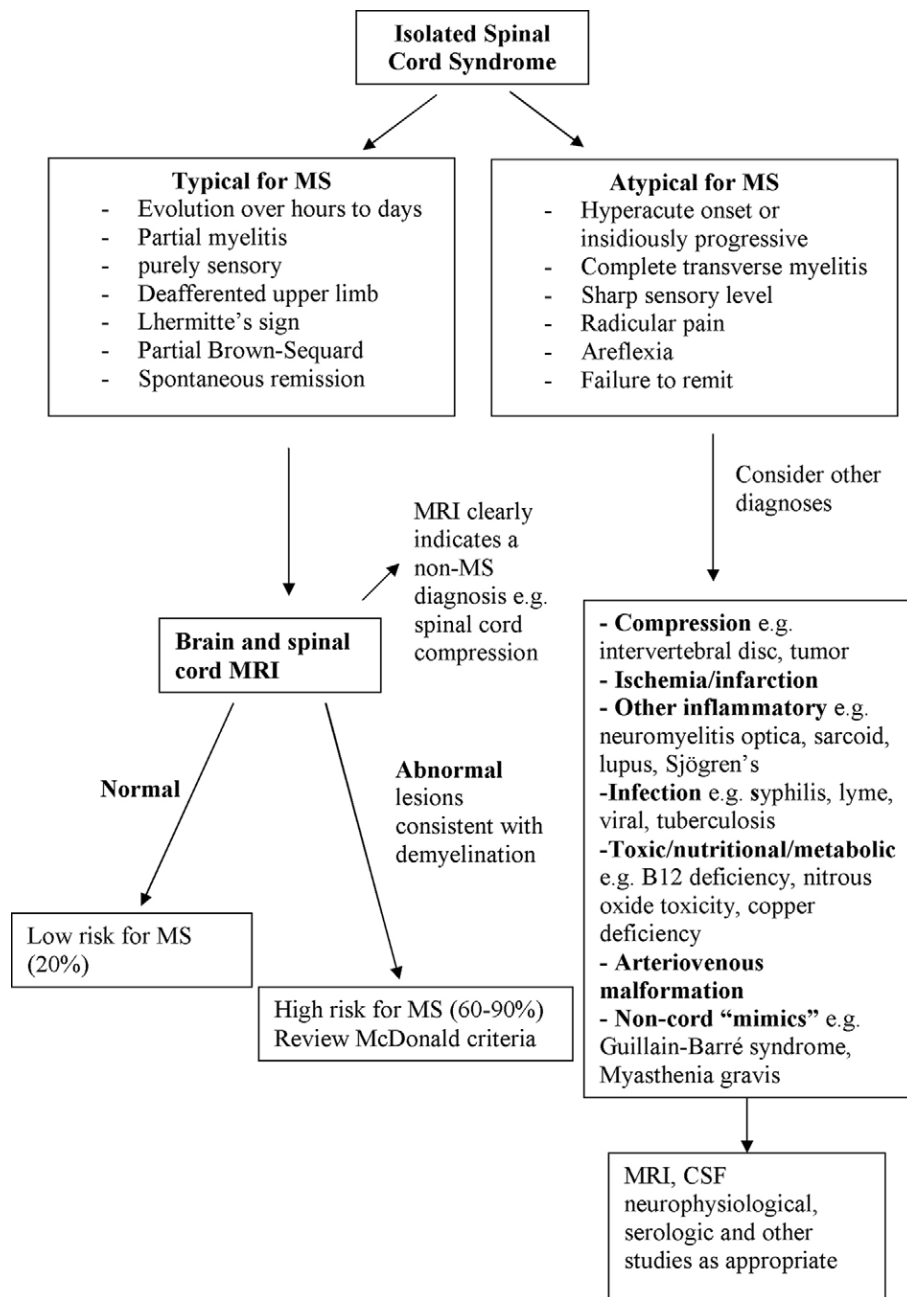 Isolated Spinal
Cord Syndrome
Typical for MS
- Evolution over hours to days
- Partial myelitis
- purely sensory
- Deafferented upper limb
- Lhermitte's sign
- Partial Brown-Sequard
- Spontaneous remission
Atypical for MS
- Hyperacute onset or
insidiously progressive
- Complete transverse myelitis
- Sharp sensory level
- Radicular pain
- Areflexia
- Failure to remit
Consider other
diagnoses
MRI clearly
indicates a
non-MS
diagnosis e.g.
spinal cord
compression
Brain and spinal
cord MRI
Normal
Abnormal
lesions
consistent with
demyelination
Low risk for MS
(20%)
High risk for MS (60-90%)
Review McDonald criteria
- Compression e.g.
intervertebral disc, tumor
- Ischemia/infarction
- Other inflammatory e.g.
neuromyelitis optica, sarcoid,
lupus, Sjögren's
-Infection e.g. syphilis, lyme,
viral, tuberculosis
-Toxic/nutritional/metabolic
e.g. B12 deficiency, nitrous
oxide toxicity, copper
deficiency
- Arteriovenous
malformation
- Non-cord “mimics” e.g.
Guillain-Barré syndrome,
Myasthenia gravis
MRI, CSF
neurophysiological,
serologic and other
studies as appropriate